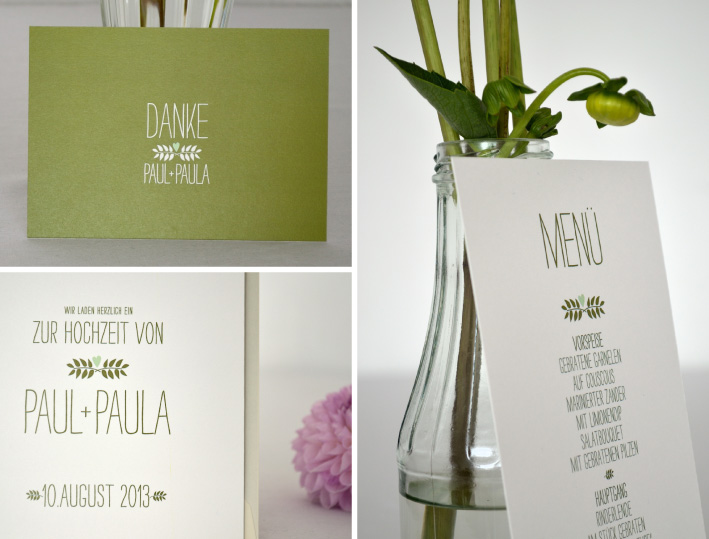 DANKE
PAUL+PAULA
WIR LADEN HERZLICH EIN
ZUR HOCHZEIT VON
PAUL+PAULA
10.AUGUST 2013
MENÜ
VORSPEISE
GEBRATENE GARNELEN
AUF COUSCOUS
MARINIERTER ZANDER
MIT LIMONENDIP
SALATBOUQUET
MIT GEBRATENEN PILZEN
HAUPTGANG
RINDERLENDE
AM STÜCK GEBRATEN